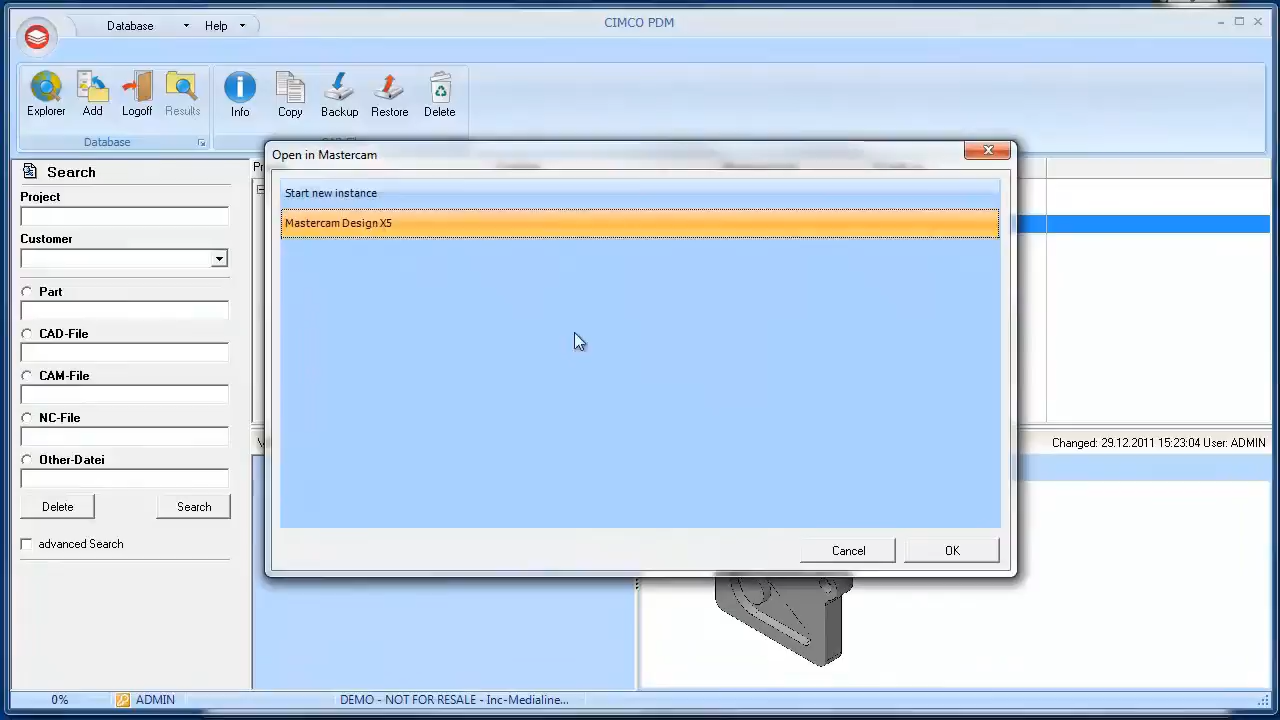 CIMCO PDM
Database
Help
Explorer
Add
Logoff
Results
Info
Copy
Backup
Restore
Delete
Database
Open in Mastercam
Start new instance
Mastercam Design X5
Cancel
OK
Search
Project
Customer
Part
CAD-File
CAM-File
NC-File
Other-Datei
Delete
Search
advanced Search
Changed: 29.12.2011 15:23:04 User: ADMIN
0%
ADMIN
DEMO - NOT FOR RESALE - Inc-Medialine...